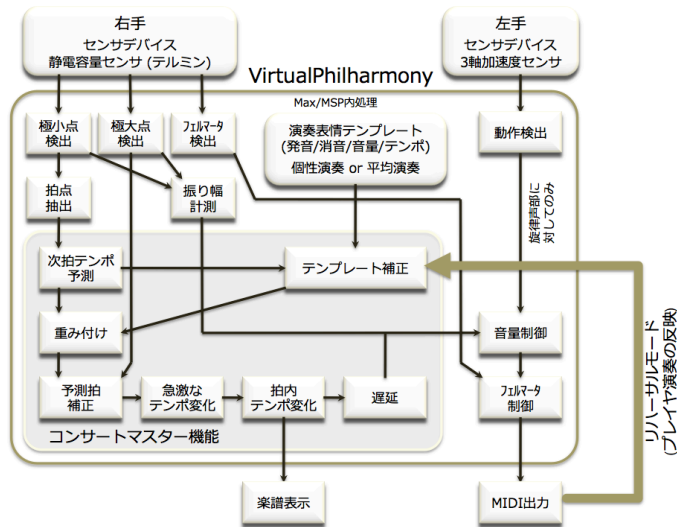 右手
センサデバイス
静電容量センサ (テルミン)
左手
センサデバイス
3軸加速度センサ
VirtualPhilharmony
Max/MSP内処理
極小点
検出
極大点
検出
ﾌｪﾙﾏｰﾀ
検出
演奏表情テンプレート
(発音/消音/音量/テンポ)
個性演奏 or 平均演奏
動作検出
拍点
抽出
振り幅
計測
旋律声部に
対してのみ
次拍テンポ
予測
テンプレート補正
重み付け
音量制御
予測拍
補正
急激な
テンポ変化
拍内
テンポ変化
遅延
ﾌｪﾙﾏｰﾀ
制御
コンサートマスター機能
リハーサルモード
(プレイヤ演奏の反映)
楽譜表示
MIDI出力